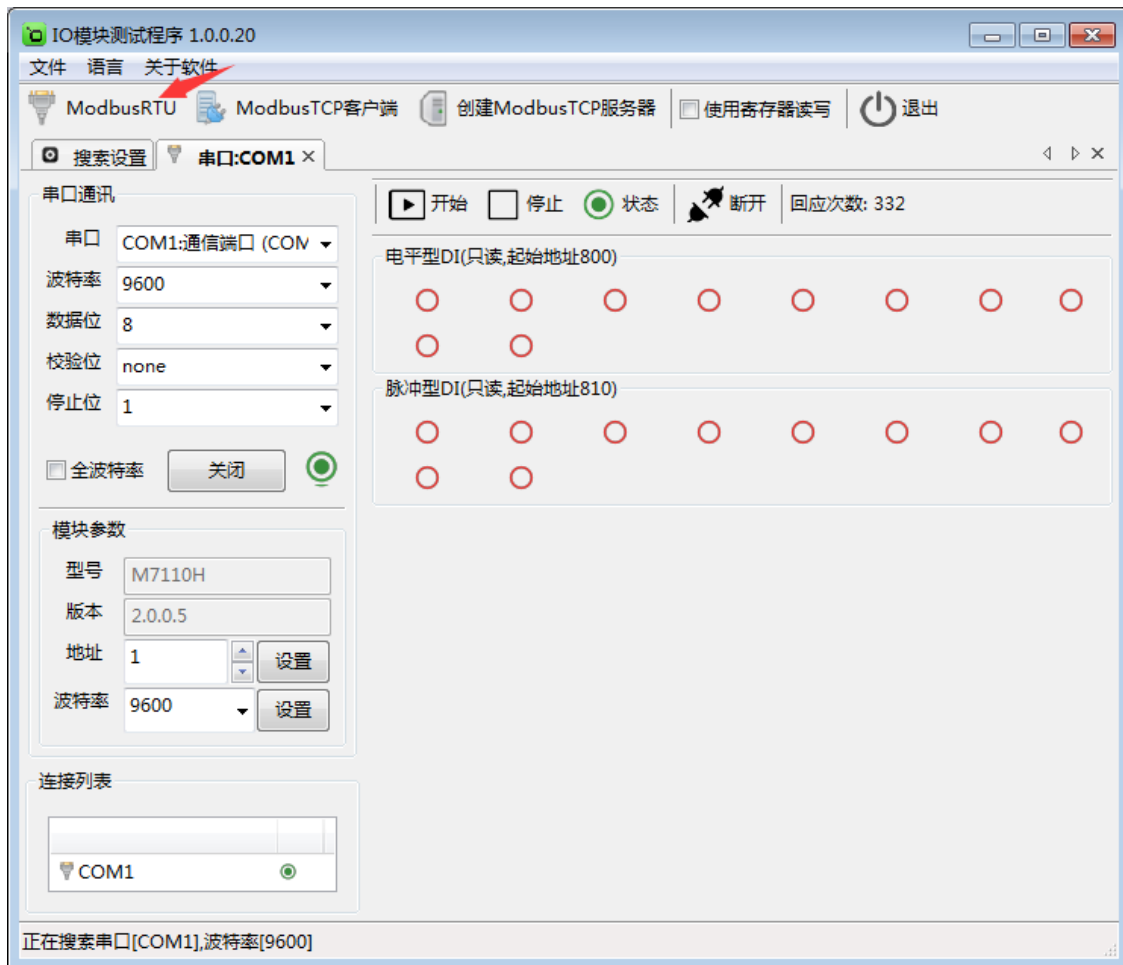 IO模块测试程序 1.0.0.20
文件 语言 关于软件
ModbusRTU ModbusTCP客户端 创建ModbusTCP服务器 使用寄存器读写 退出
搜索设置 串口:COM1
串口通讯
串口 COM1:通信端口 (COM
波特率 9600
数据位 8
校验位 none
停止位 1
全波特率 关闭
模块参数
型号 M7110H
版本 2.0.0.5
地址 1 设置
波特率 9600 设置
连接列表
COM1
开始 停止 状态 断开 回应次数: 332
电平型DI(只读,起始地址800)
脉冲型DI(只读,起始地址810)
正在搜索串口[COM1],波特率[9600]